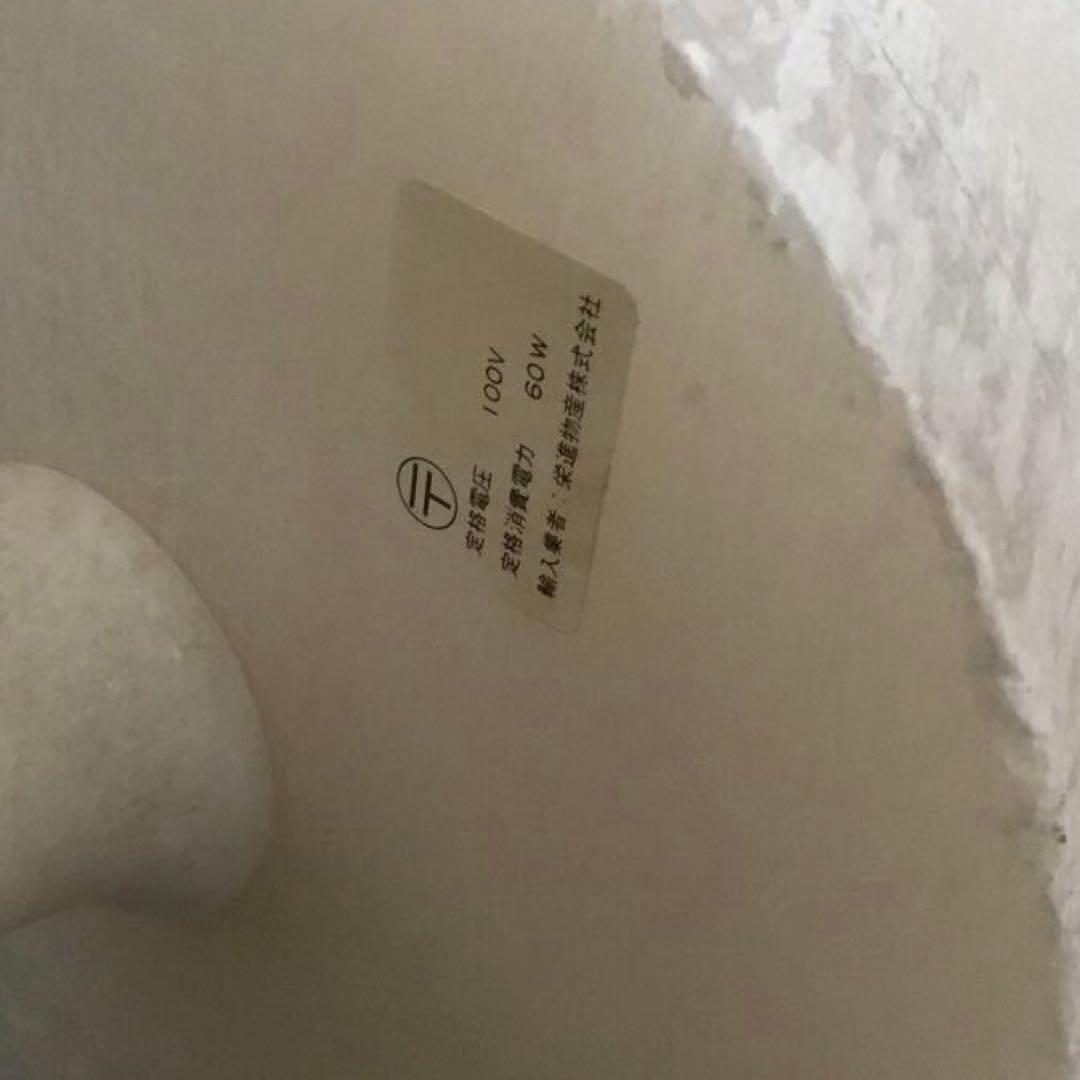 〒
定格電圧 100V
定格消費電力 60W
輸入業者:栄進物産株式会社